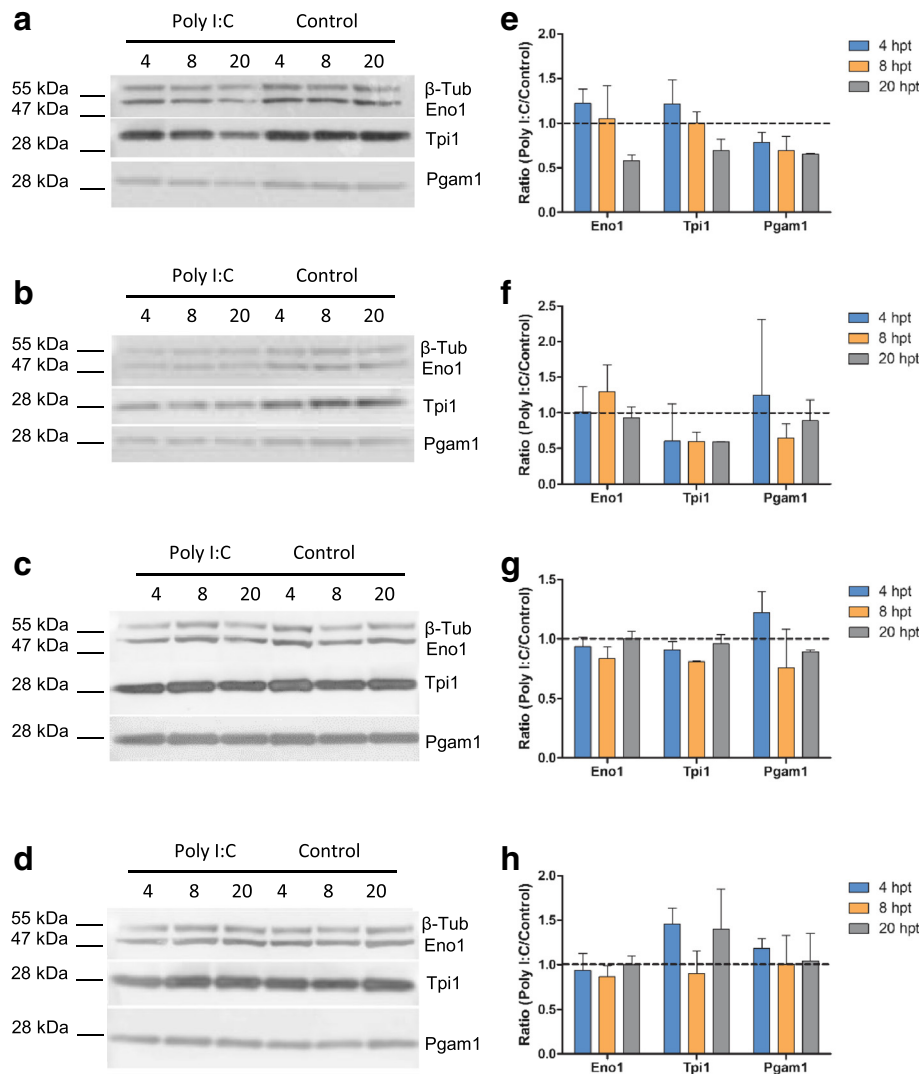 a
Poly I:C Control
4 8 20 4 8 20
55 kDa
47 kDa
28 kDa
28 kDa
β-Tub
Eno1
Tpi1
Pgam1
e
Ratio (Poly I:C/Control)
2.0
1.5
1.0
0.5
0.0
Eno1 Tpi1 Pgam1
4 hpt
8 hpt
20 hpt
b
Poly I:C Control
4 8 20 4 8 20
55 kDa
47 kDa
28 kDa
28 kDa
β-Tub
Eno1
Tpi1
Pgam1
f
Ratio (Poly I:C/Control)
2.5
2.0
1.5
1.0
0.5
0.0
Eno1 Tpi1 Pgam1
4 hpt
8 hpt
20 hpt
c
Poly I:C Control
4 8 20 4 8 20
55 kDa
47 kDa
28 kDa
28 kDa
β-Tub
Eno1
Tpi1
Pgam1
g
Ratio (Poly I:C/Control)
1.5
1.0
0.5
0.0
Eno1 Tpi1 Pgam1
4 hpt
8 hpt
20 hpt
d
Poly I:C Control
4 8 20 4 8 20
55 kDa
47 kDa
28 kDa
28 kDa
β-Tub
Eno1
Tpi1
Pgam1
h
Ratio (Poly I:C/Control)
2.0
1.5
1.0
0.5
0.0
Eno1 Tpi1 Pgam1
4 hpt
8 hpt
20 hpt